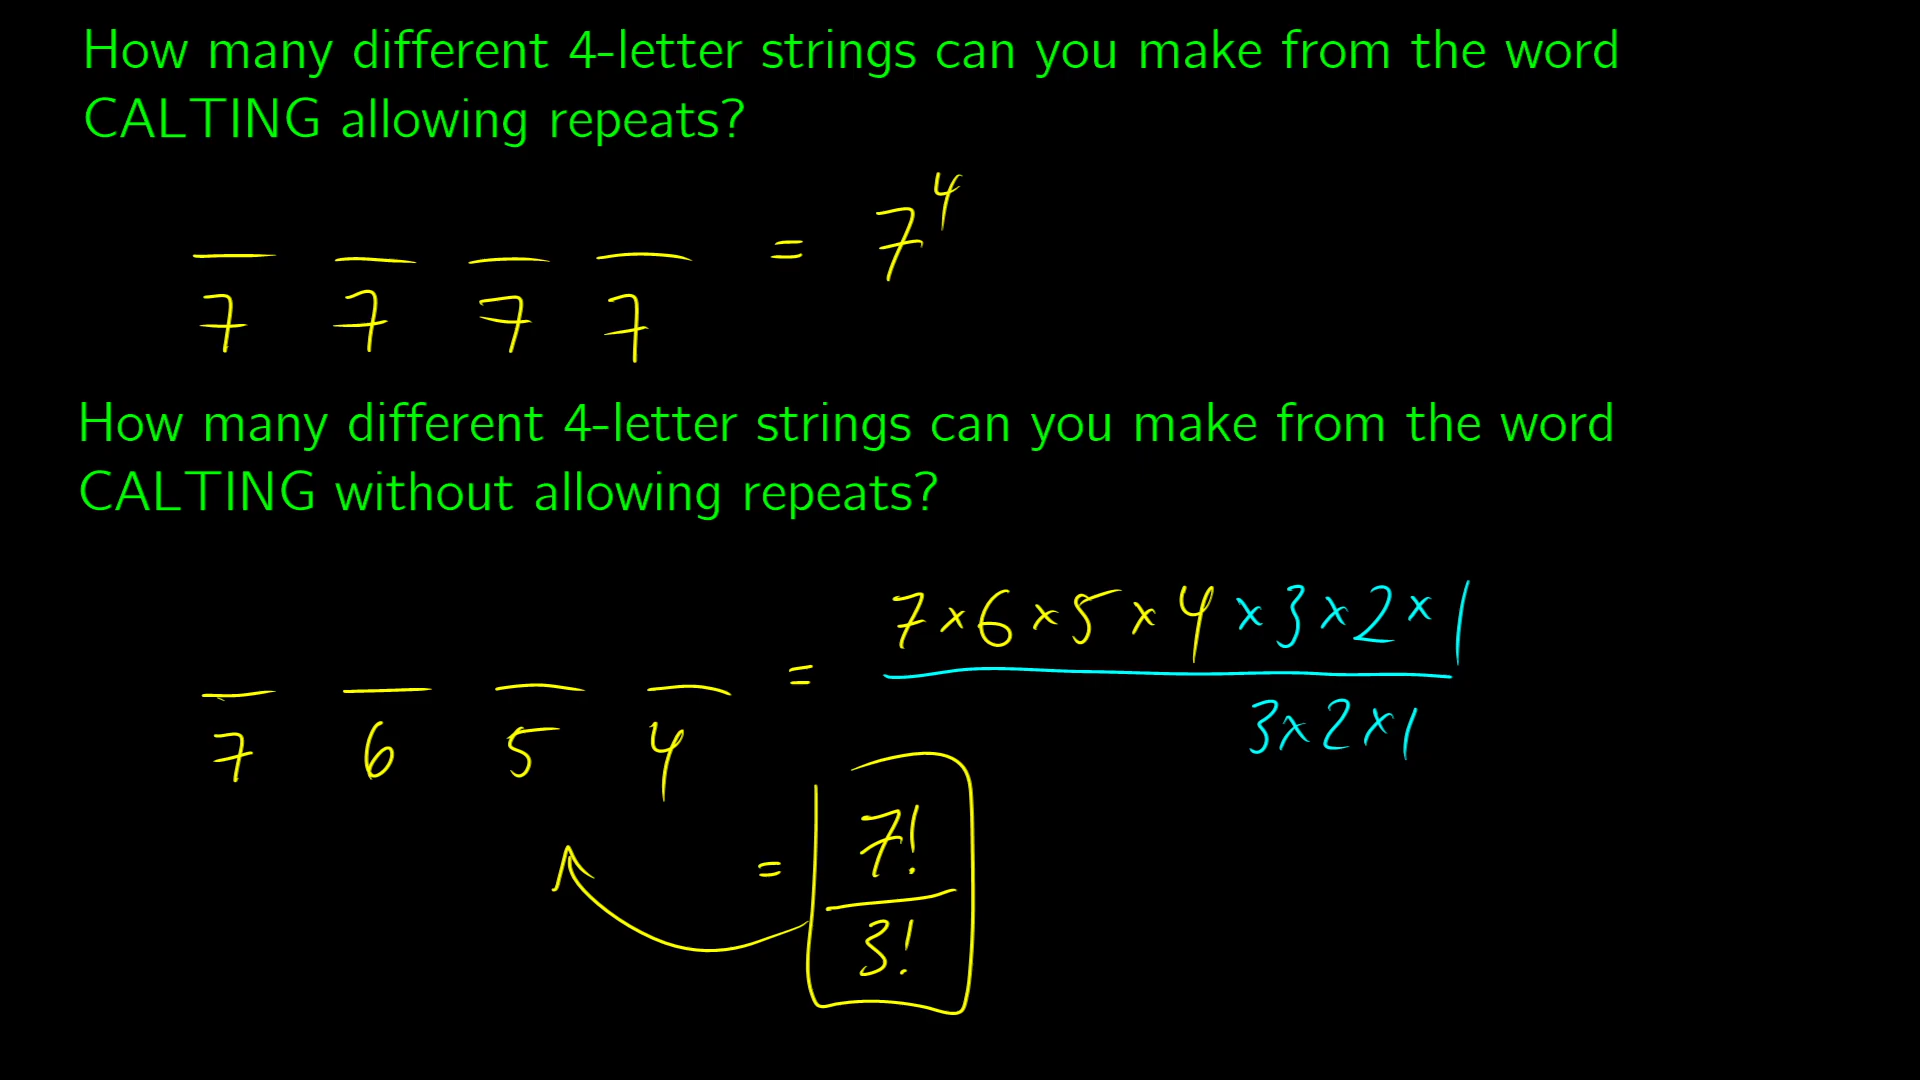 How many different 4-letter strings can you make from the word
CALTING allowing repeats?
_ _ _ _ = 7⁴
7 7 7 7
How many different 4-letter strings can you make from the word
CALTING without allowing repeats?
7×6×5×4×3×2×1
_ _ _ _ =
3×2×1
7 6 5 4
7!
=
3!